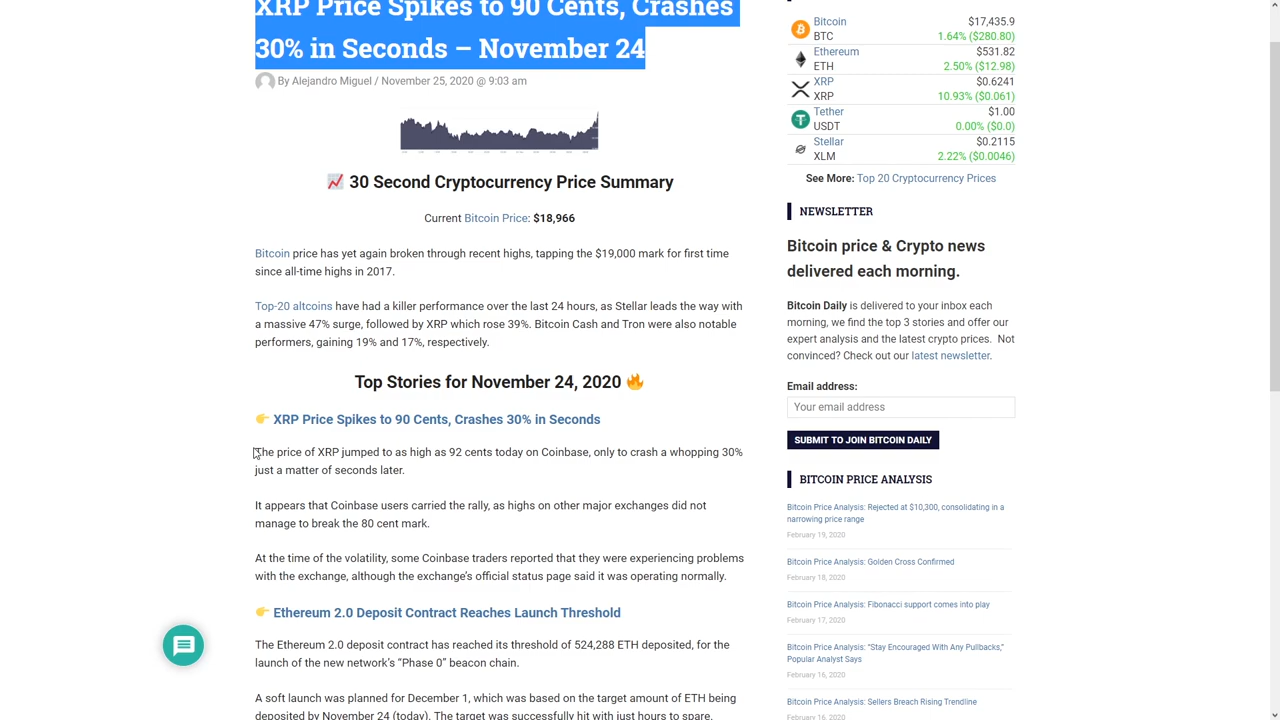 XRP Price Spikes to 90 Cents, Crashes
30% in Seconds – November 24
By Alejandro Miguel / November 25, 2020 @ 9:03 am
30 Second Cryptocurrency Price Summary
Current Bitcoin Price: $18,966
Bitcoin price has yet again broken through recent highs, tapping the $19,000 mark for first time
since all-time highs in 2017.
Top-20 altcoins have had a killer performance over the last 24 hours, as Stellar leads the way with
a massive 47% surge, followed by XRP which rose 39%. Bitcoin Cash and Tron were also notable
performers, gaining 19% and 17%, respectively.
Top Stories for November 24, 2020 🔥
👉 XRP Price Spikes to 90 Cents, Crashes 30% in Seconds
The price of XRP jumped to as high as 92 cents today on Coinbase, only to crash a whopping 30%
just a matter of seconds later.
It appears that Coinbase users carried the rally, as highs on other major exchanges did not
manage to break the 80 cent mark.
At the time of the volatility, some Coinbase traders reported that they were experiencing problems
with the exchange, although the exchange's official status page said it was operating normally.
👉 Ethereum 2.0 Deposit Contract Reaches Launch Threshold
The Ethereum 2.0 deposit contract has reached its threshold of 524,288 ETH deposited, for the
launch of the new network's "Phase 0" beacon chain.
A soft launch was planned for December 1, which was based on the target amount of ETH being
deposited by November 24 (today). The target was successfully hit with just hours to spare.
Bitcoin $17,435.9
BTC 1.64% ($280.80)
Ethereum $531.82
ETH 2.50% ($12.98)
XRP $0.6241
XRP 10.93% ($0.061)
Tether $1.00
USDT 0.00% ($0.0)
Stellar $0.2115
XLM 2.22% ($0.0046)
See More: Top 20 Cryptocurrency Prices
NEWSLETTER
Bitcoin price & Crypto news
delivered each morning.
Bitcoin Daily is delivered to your inbox each
morning, we find the top 3 stories and offer our
expert analysis and the latest crypto prices. Not
convinced? Check out our latest newsletter.
Email address:
Your email address
SUBMIT TO JOIN BITCOIN DAILY
BITCOIN PRICE ANALYSIS
Bitcoin Price Analysis: Rejected at $10,300, consolidating in a
narrowing price range
February 19, 2020
Bitcoin Price Analysis: Golden Cross Confirmed
February 18, 2020
Bitcoin Price Analysis: Fibonacci support comes into play
February 17, 2020
Bitcoin Price Analysis: "Stay Encouraged With Any Pullbacks,"
Popular Analyst Says
February 16, 2020
Bitcoin Price Analysis: Sellers Breach Rising Trendline
February 16, 2020